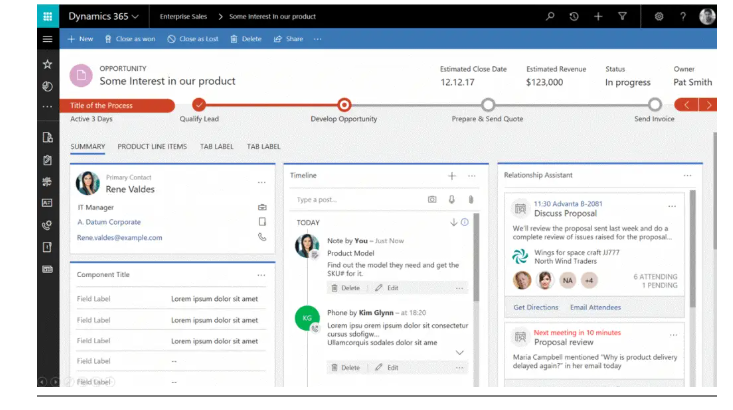 Dynamics 365
Enterprise Sales > Some Interest In our product
+ New
Close as won
Close as Lost
Delete
Share
OPPORTUNITY
Some Interest in our product
Estimated Close Date
12.12.17
Estimated Revenue
$123,000
Status
In progress
Owner
Pat Smith
Title of the Process
Active 3 Days
Qualify Lead
Develop Opportunity
Prepare & Send Quote
Send Invoice
SUMMARY
PRODUCT LINE ITEMS
TAB LABEL
TAB LABEL
Primary Contact
Rene Valdes
IT Manager
A. Datum Corporate
Rene.valdes@example.com
Component Title
Field Label Lorem ipsum dolor sit amet
Field Label Lorem ipsum dolor sit amet
Field Label Lorem ipsum dolor sit amet
Field Label --
Field Label --
Timeline
Type a post...
TODAY
Note by You – Just Now
Product Model
Find out the model they need and get the
SKU# for it.
Delete
Edit
KG
Phone by Kim Glynn – at 18:20
Lorem ipsu orem ipsum dolor sit consectetur
cursus sdofigw...
Ullamcorquis sodales dolor sit ame
Delete
Edit
Relationship Assistant
11:30 Advanta B-2081
Discuss Proposal
We'll review the proposal sent last week and do a
complete review of issues raised for the proposal...
Wings for space craft JJ777
North Wind Traders
NA
+4
6 ATTENDING
1 PENDING
Get Directions
Email Attendees
Next meeting in 10 minutes
Proposal review
Maria Campbell mentioned "Why is product delivery
delayed again?" in her email today